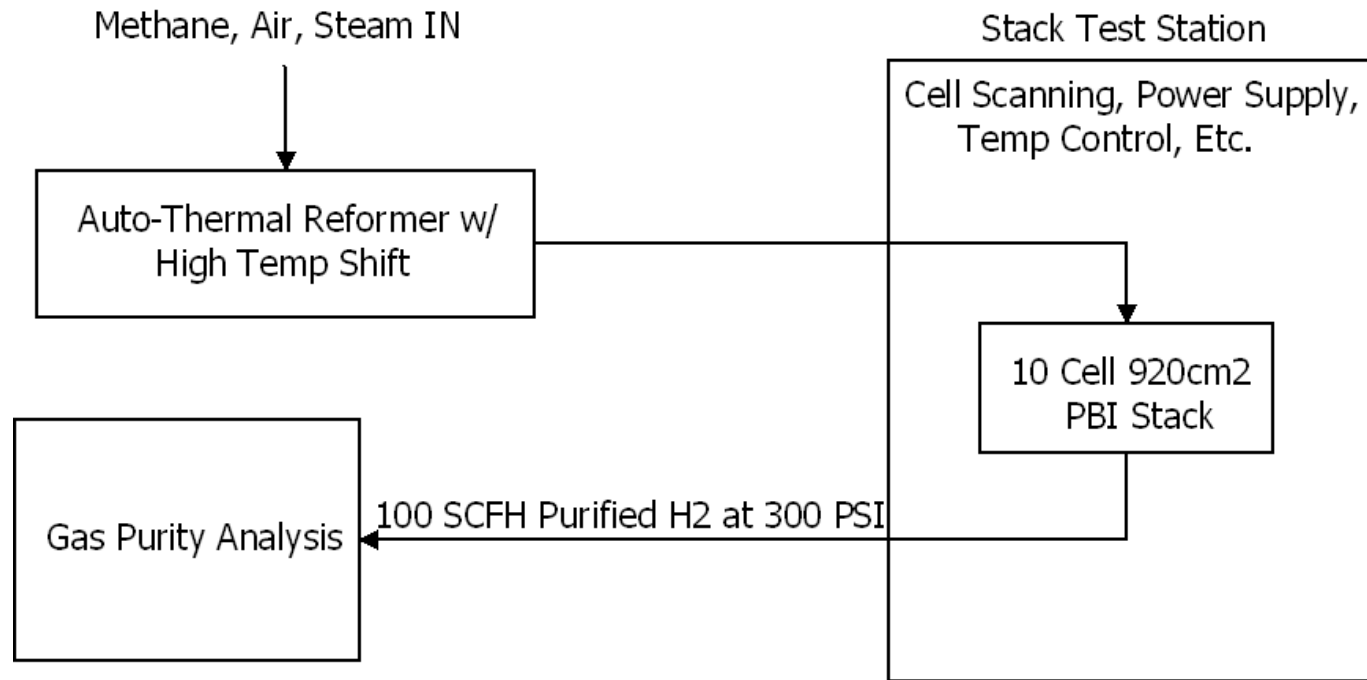 Methane, Air, Steam IN
Stack Test Station
Cell Scanning, Power Supply,
Temp Control, Etc.
Auto-Thermal Reformer w/
High Temp Shift
10 Cell 920cm2
PBI Stack
100 SCFH Purified H2 at 300 PSI
Gas Purity Analysis